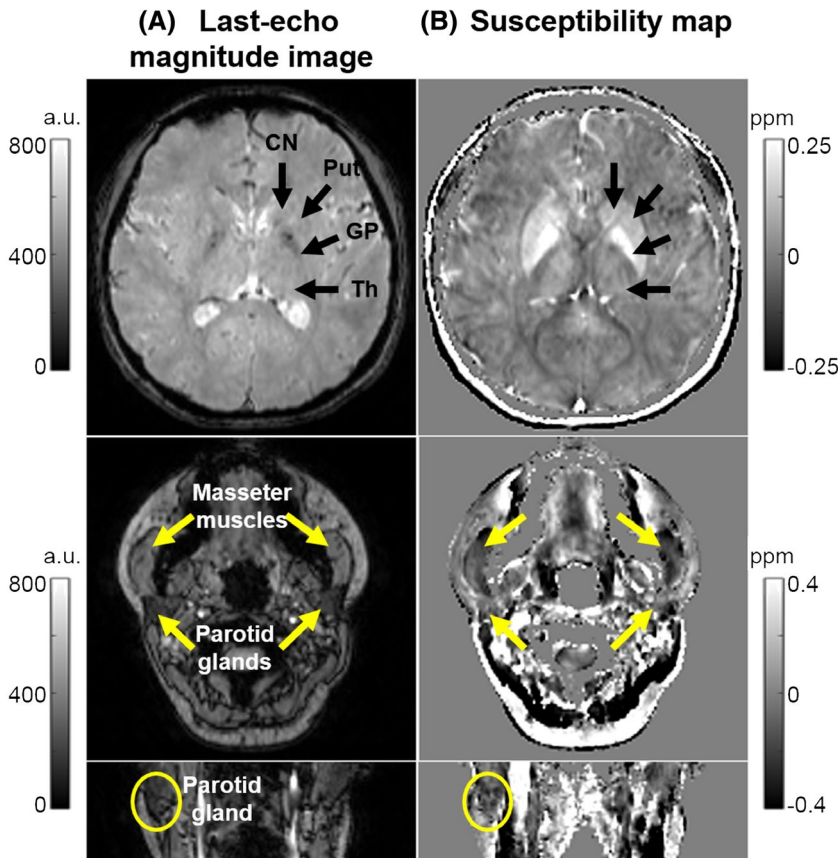 (A) Last-echo
magnitude image
(B) Susceptibility map
a.u.
800
400
0
CN
Put
GP
Th
ppm
0.25
0
-0.25
a.u.
800
400
0
Masseter
muscles
Parotid
glands
ppm
0.4
0
-0.4
Parotid
gland